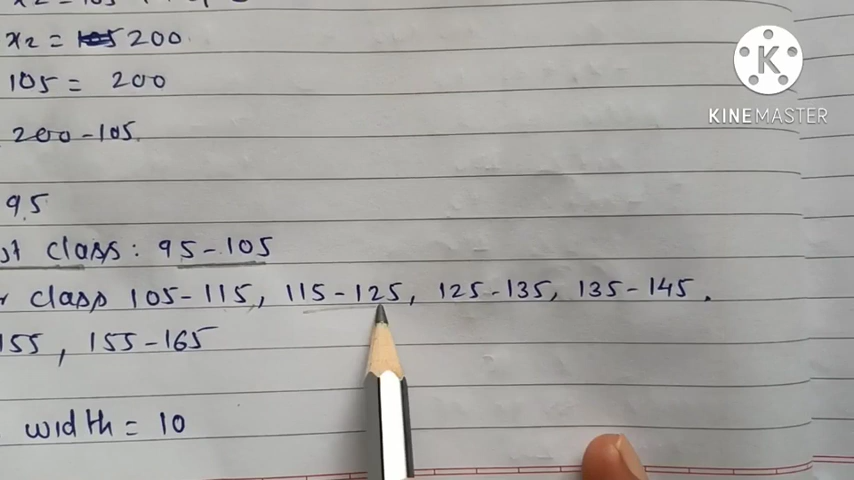 x2 = 200
105 = 200
200-105
95
class: 95-105
class 105-115, 115-125, 125-135, 135-145.
155, 155-165
width = 10
K
KINEMASTER